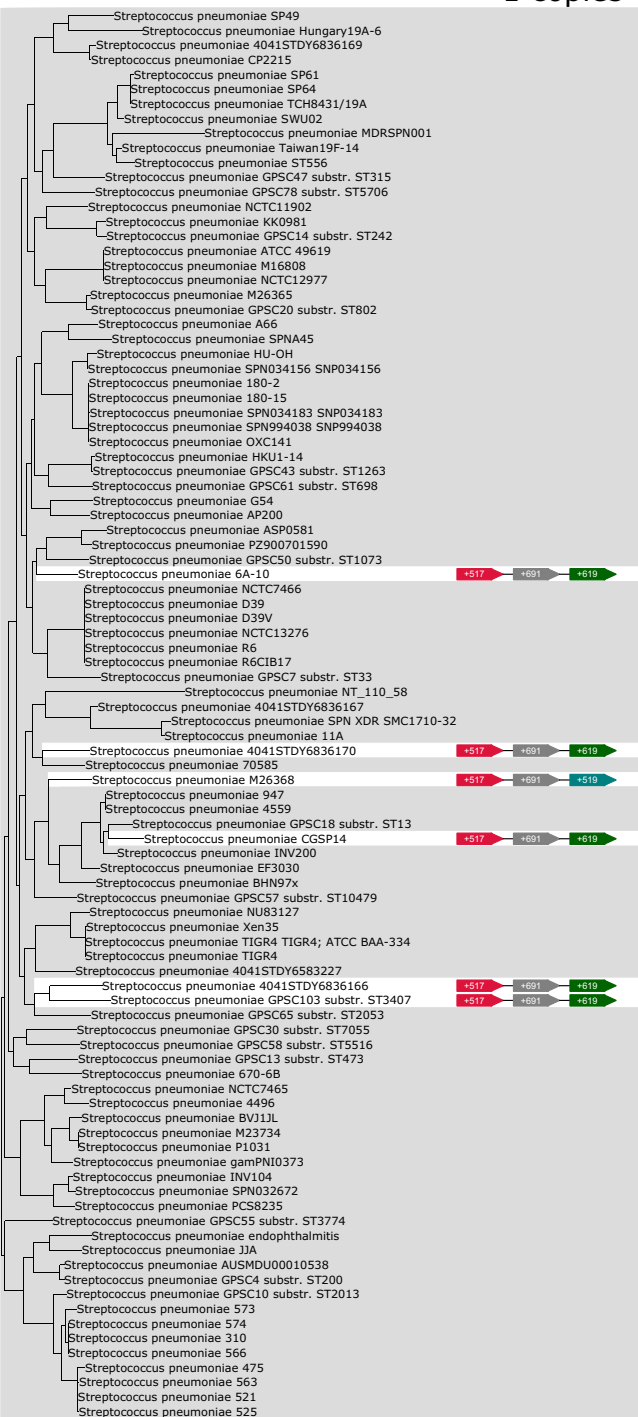 Streptococcus pneumoniae SP49
Streptococcus pneumoniae Hungary19A-6
Streptococcus pneumoniae 4041STDY6836169
Streptococcus pneumoniae CP2215
Streptococcus pneumoniae SP61
Streptococcus pneumoniae SP64
Streptococcus pneumoniae TCH8431/19A
Streptococcus pneumoniae SWU02
Streptococcus pneumoniae MDRSPN001
Streptococcus pneumoniae Taiwan19F-14
Streptococcus pneumoniae ST556
Streptococcus pneumoniae GPSC47 substr. ST315
Streptococcus pneumoniae GPSC78 substr. ST5706
Streptococcus pneumoniae NCTC11902
Streptococcus pneumoniae KK0981
Streptococcus pneumoniae GPSC14 substr. ST242
Streptococcus pneumoniae ATCC 49619
Streptococcus pneumoniae M16808
Streptococcus pneumoniae NCTC12977
Streptococcus pneumoniae M26365
Streptococcus pneumoniae GPSC20 substr. ST802
Streptococcus pneumoniae A66
Streptococcus pneumoniae SPNA45
Streptococcus pneumoniae HU-OH
Streptococcus pneumoniae SPN034156 SNP034156
Streptococcus pneumoniae 180-2
Streptococcus pneumoniae 180-15
Streptococcus pneumoniae SPN034183 SNP034183
Streptococcus pneumoniae SPN994038 SNP994038
Streptococcus pneumoniae OXC141
Streptococcus pneumoniae HKU1-14
Streptococcus pneumoniae GPSC43 substr. ST1263
Streptococcus pneumoniae GPSC61 substr. ST698
Streptococcus pneumoniae G54
Streptococcus pneumoniae AP200
Streptococcus pneumoniae ASP0581
Streptococcus pneumoniae PZ900701590
Streptococcus pneumoniae GPSC50 substr. ST1073
Streptococcus pneumoniae 6A-10 +517 +691 +619
Streptococcus pneumoniae NCTC7466
Streptococcus pneumoniae D39
Streptococcus pneumoniae D39V
Streptococcus pneumoniae NCTC13276
Streptococcus pneumoniae R6
Streptococcus pneumoniae R6CIB17
Streptococcus pneumoniae GPSC7 substr. ST33
Streptococcus pneumoniae NT_110_58
Streptococcus pneumoniae 4041STDY6836167
Streptococcus pneumoniae SPN XDR SMC1710-32
Streptococcus pneumoniae 11A
Streptococcus pneumoniae 4041STDY6836170 +517 +691 +619
Streptococcus pneumoniae 70585
Streptococcus pneumoniae M26368 +517 +691 +519
Streptococcus pneumoniae 947
Streptococcus pneumoniae 4559
Streptococcus pneumoniae GPSC18 substr. ST13
Streptococcus pneumoniae CGSP14 +517 +691 +619
Streptococcus pneumoniae INV200
Streptococcus pneumoniae EF3030
Streptococcus pneumoniae BHN97x
Streptococcus pneumoniae GPSC57 substr. ST10479
Streptococcus pneumoniae NU83127
Streptococcus pneumoniae Xen35
Streptococcus pneumoniae TIGR4 TIGR4; ATCC BAA-334
Streptococcus pneumoniae TIGR4
Streptococcus pneumoniae 4041STDY6583227
Streptococcus pneumoniae 4041STDY6836166 +517 +691 +619
Streptococcus pneumoniae GPSC103 substr. ST3407 +517 +691 +619
Streptococcus pneumoniae GPSC65 substr. ST2053
Streptococcus pneumoniae GPSC30 substr. ST7055
Streptococcus pneumoniae GPSC58 substr. ST5516
Streptococcus pneumoniae GPSC13 substr. ST473
Streptococcus pneumoniae 670-6B
Streptococcus pneumoniae NCTC7465
Streptococcus pneumoniae 4496
Streptococcus pneumoniae BVJ1JL
Streptococcus pneumoniae M23734
Streptococcus pneumoniae P1031
Streptococcus pneumoniae gamPNI0373
Streptococcus pneumoniae INV104
Streptococcus pneumoniae SPN032672
Streptococcus pneumoniae PCS8235
Streptococcus pneumoniae GPSC55 substr. ST3774
Streptococcus pneumoniae endophthalmitis
Streptococcus pneumoniae JJA
Streptococcus pneumoniae AUSMDU00010538
Streptococcus pneumoniae GPSC4 substr. ST200
Streptococcus pneumoniae GPSC10 substr. ST2013
Streptococcus pneumoniae 573
Streptococcus pneumoniae 574
Streptococcus pneumoniae 310
Streptococcus pneumoniae 566
Streptococcus pneumoniae 475
Streptococcus pneumoniae 563
Streptococcus pneumoniae 521
Streptococcus pneumoniae 525